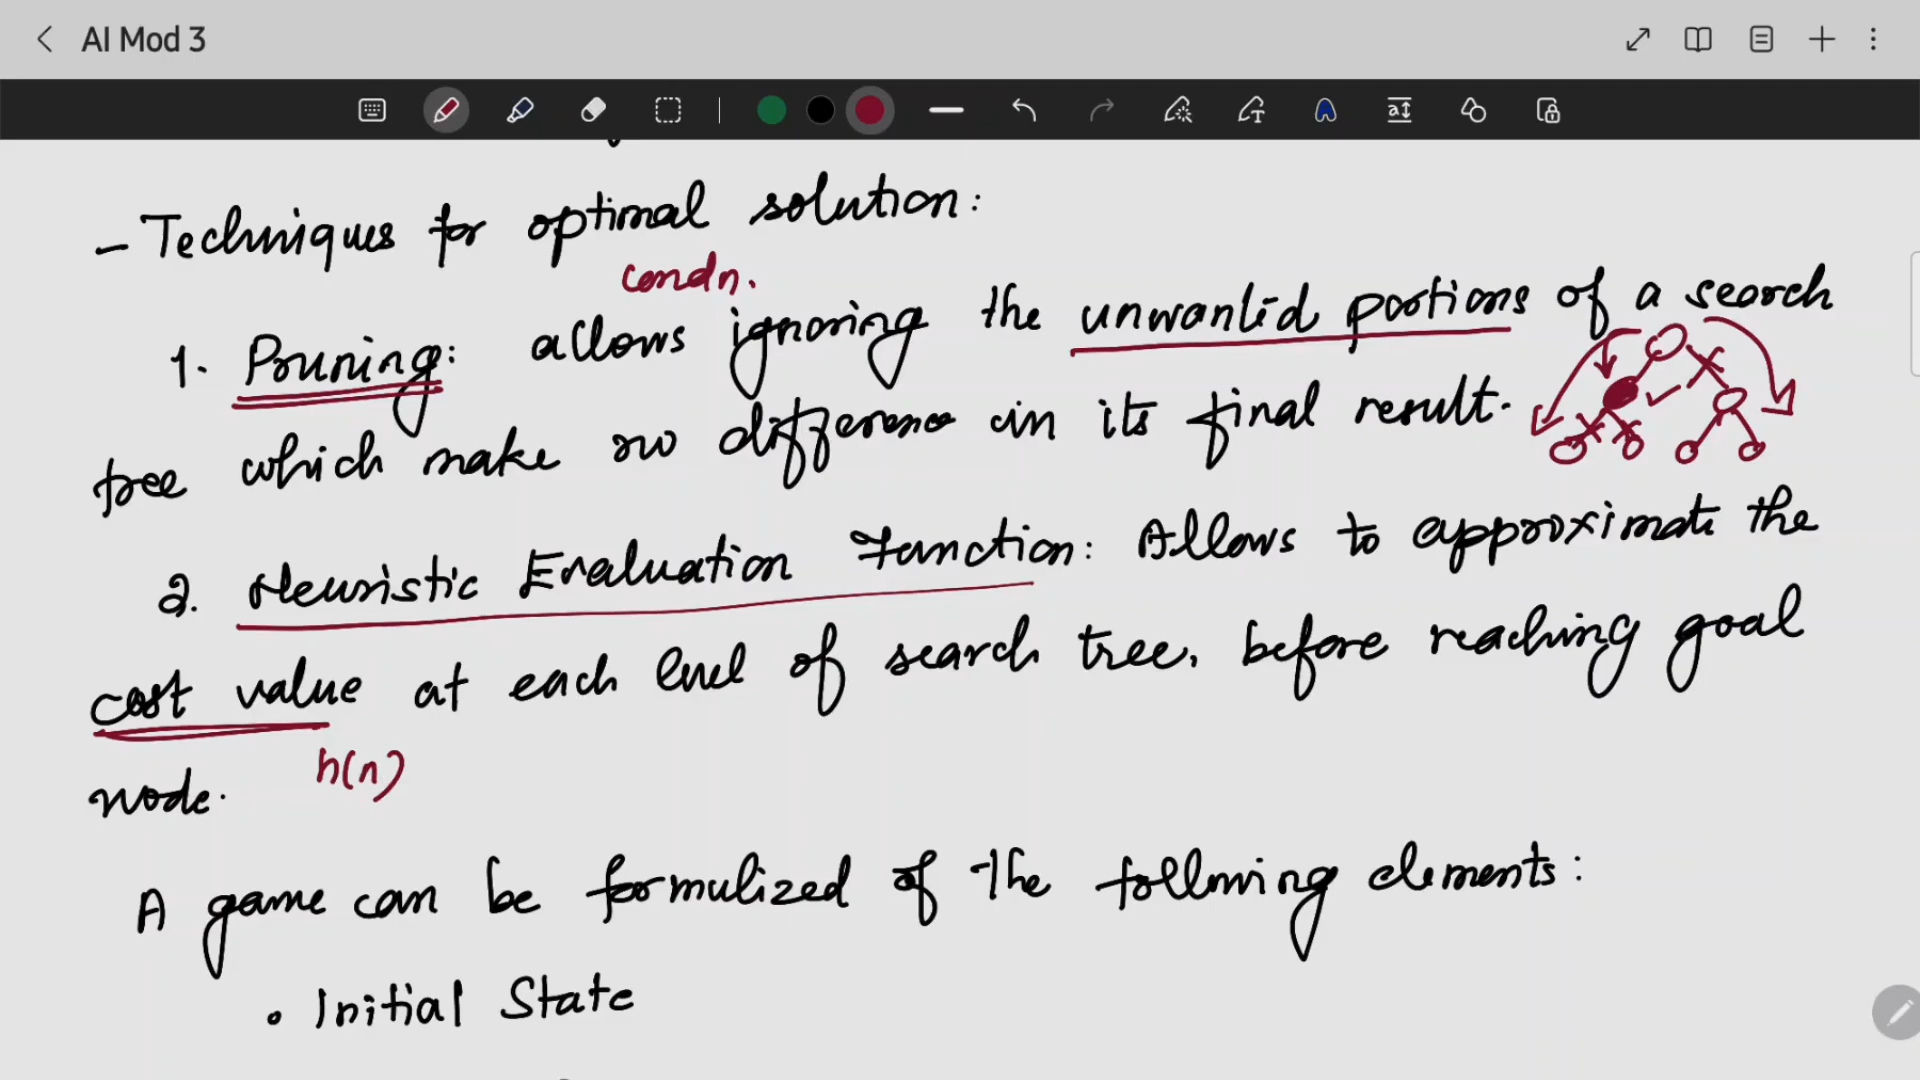 AI Mod 3
- Techniques for optimal solution:
condn.
1. Pruning: allows ignoring the unwanted portions of a search
tree which make no difference in its final result.
2. Heuristic Evaluation Function: Allows to approximate the
cost value at each level of search tree, before reaching goal
h(n)
node.
A game can be formulized of the following elements:
• Initial State